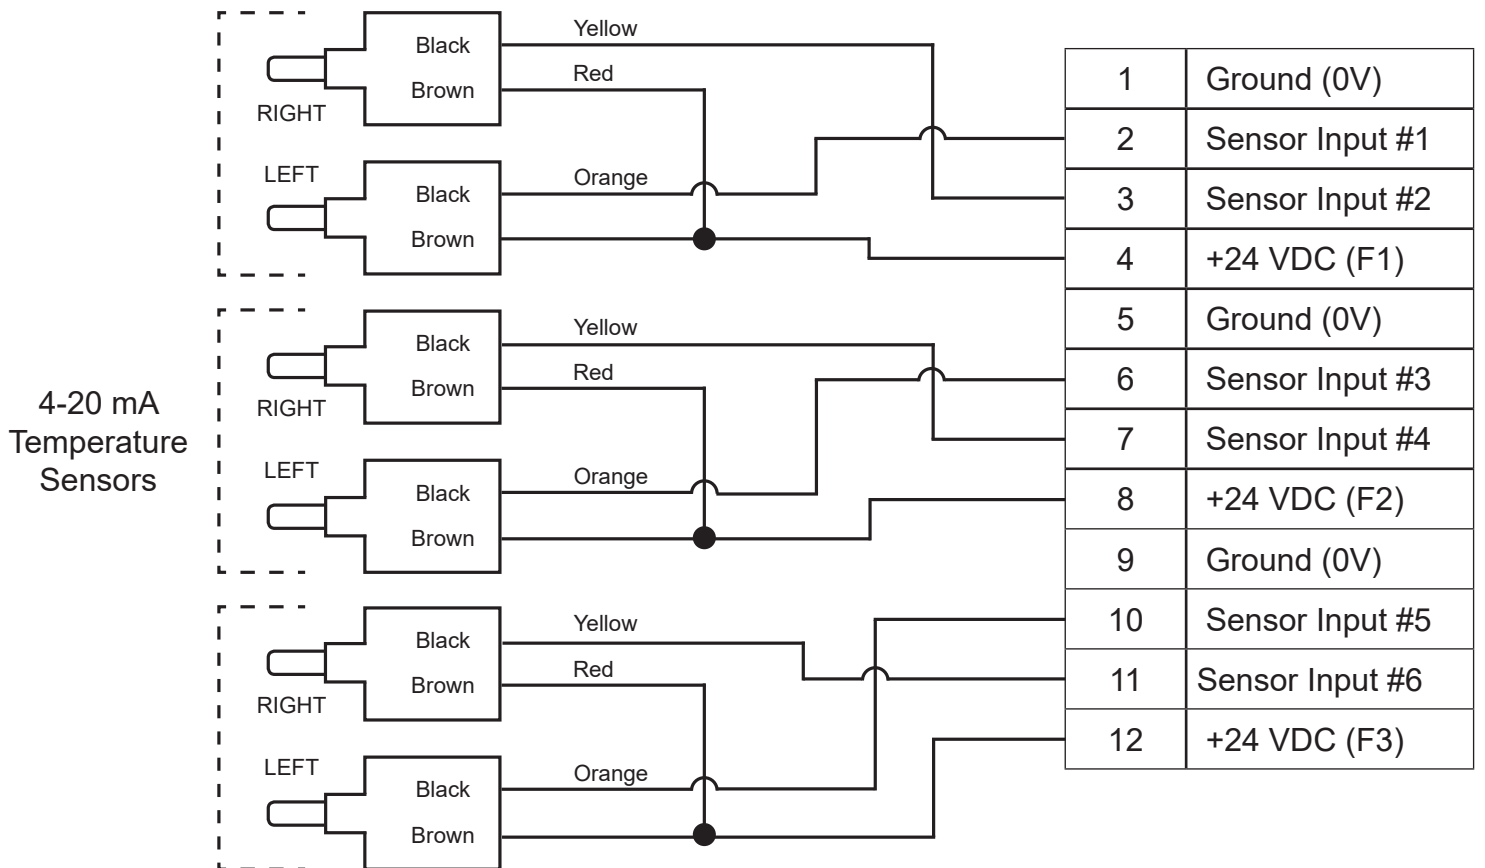 4-20 mA
Temperature
Sensors
Black
Brown
RIGHT
Yellow
Red
LEFT
Black
Brown
Orange
Black
Brown
RIGHT
Yellow
Red
LEFT
Black
Brown
Orange
Black
Brown
RIGHT
Yellow
Red
LEFT
Black
Brown
Orange
1 Ground (0V)
2 Sensor Input #1
3 Sensor Input #2
4 +24 VDC (F1)
5 Ground (0V)
6 Sensor Input #3
7 Sensor Input #4
8 +24 VDC (F2)
9 Ground (0V)
10 Sensor Input #5
11 Sensor Input #6
12 +24 VDC (F3)